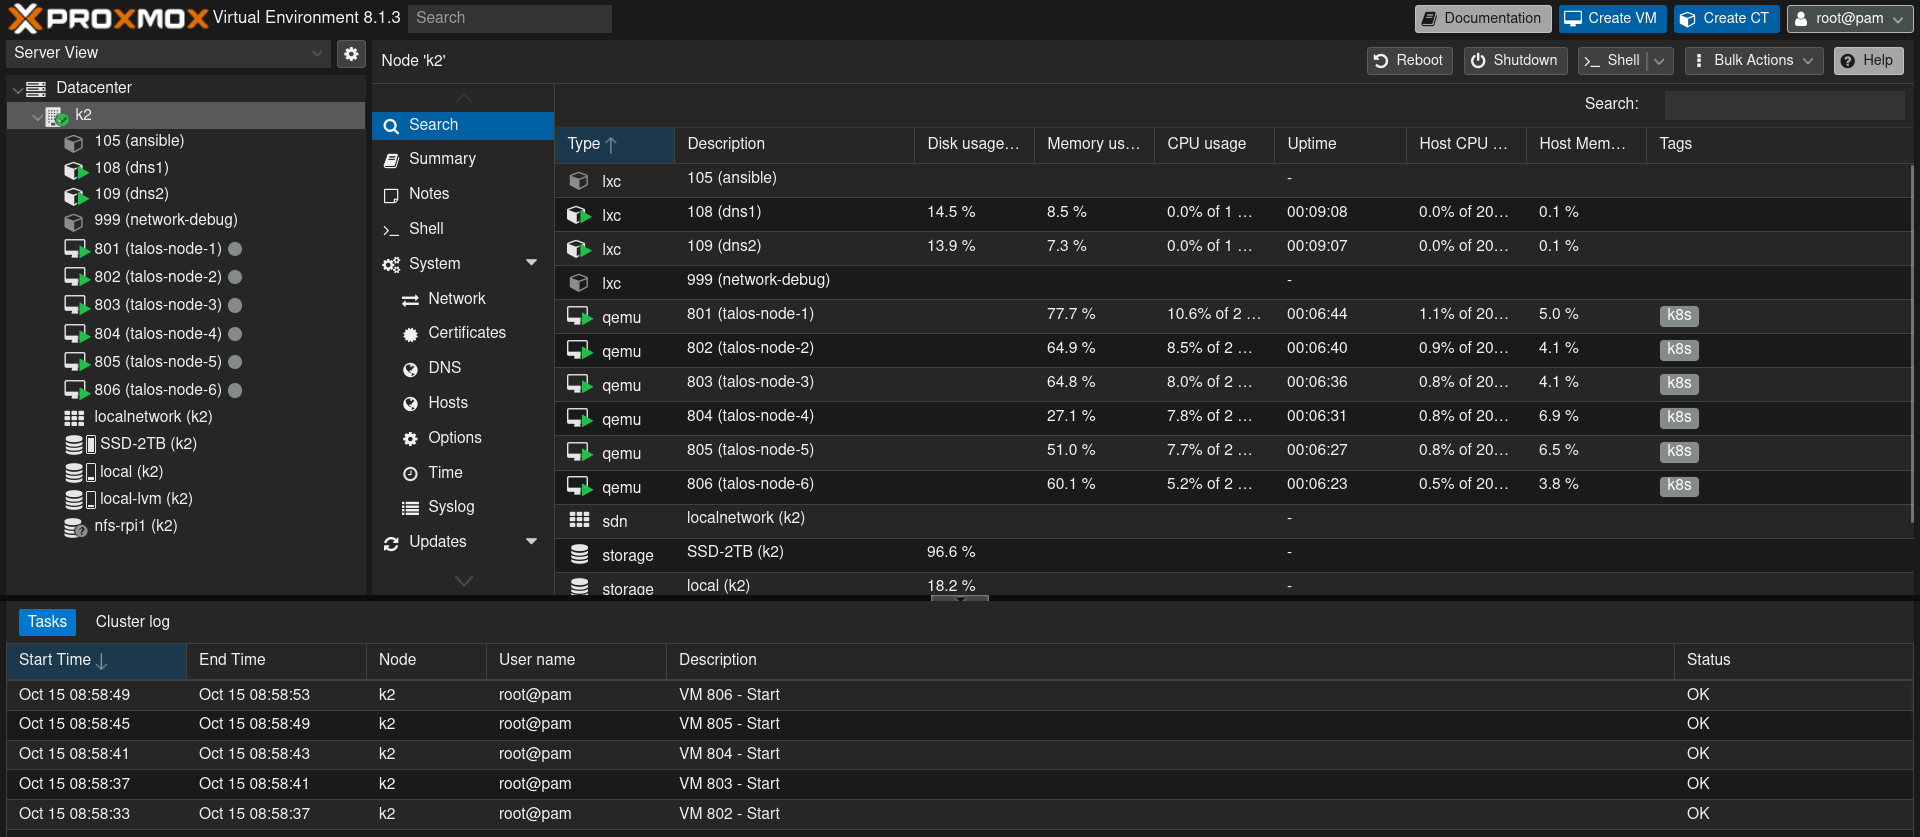 PROXMOX Virtual Environment 8.1.3 Search Documentation Create VM Create CT root@pam
Server View
Node 'k2' Reboot Shutdown Shell Bulk Actions Help
Datacenter
k2
105 (ansible)
108 (dns1)
109 (dns2)
999 (network-debug)
801 (talos-node-1)
802 (talos-node-2)
803 (talos-node-3)
804 (talos-node-4)
805 (talos-node-5)
806 (talos-node-6)
localnetwork (k2)
SSD-2TB (k2)
local (k2)
local-lvm (k2)
nfs-rpi1 (k2)
Search
Summary
Notes
Shell
System
Network
Certificates
DNS
Hosts
Options
Time
Syslog
Updates
Search:
Type Description Disk usage... Memory us... CPU usage Uptime Host CPU ... Host Mem... Tags
lxc 105 (ansible) -
lxc 108 (dns1) 14.5 % 8.5 % 0.0% of 1 ... 00:09:08 0.0% of 20... 0.1 %
lxc 109 (dns2) 13.9 % 7.3 % 0.0% of 1 ... 00:09:07 0.0% of 20... 0.1 %
lxc 999 (network-debug) -
qemu 801 (talos-node-1) 77.7 % 10.6% of 2 ... 00:06:44 1.1% of 20... 5.0 % k8s
qemu 802 (talos-node-2) 64.9 % 8.5% of 2 ... 00:06:40 0.9% of 20... 4.1 % k8s
qemu 803 (talos-node-3) 64.8 % 8.0% of 2 ... 00:06:36 0.8% of 20... 4.1 % k8s
qemu 804 (talos-node-4) 27.1 % 7.8% of 2 ... 00:06:31 0.8% of 20... 6.9 % k8s
qemu 805 (talos-node-5) 51.0 % 7.7% of 2 ... 00:06:27 0.8% of 20... 6.5 % k8s
qemu 806 (talos-node-6) 60.1 % 5.2% of 2 ... 00:06:23 0.5% of 20... 3.8 % k8s
sdn localnetwork (k2) -
storage SSD-2TB (k2) 96.6 % -
storage local (k2) 18.2 % -
Tasks Cluster log
Start Time End Time Node User name Description Status
Oct 15 08:58:49 Oct 15 08:58:53 k2 root@pam VM 806 - Start OK
Oct 15 08:58:45 Oct 15 08:58:49 k2 root@pam VM 805 - Start OK
Oct 15 08:58:41 Oct 15 08:58:43 k2 root@pam VM 804 - Start OK
Oct 15 08:58:37 Oct 15 08:58:41 k2 root@pam VM 803 - Start OK
Oct 15 08:58:33 Oct 15 08:58:37 k2 root@pam VM 802 - Start OK